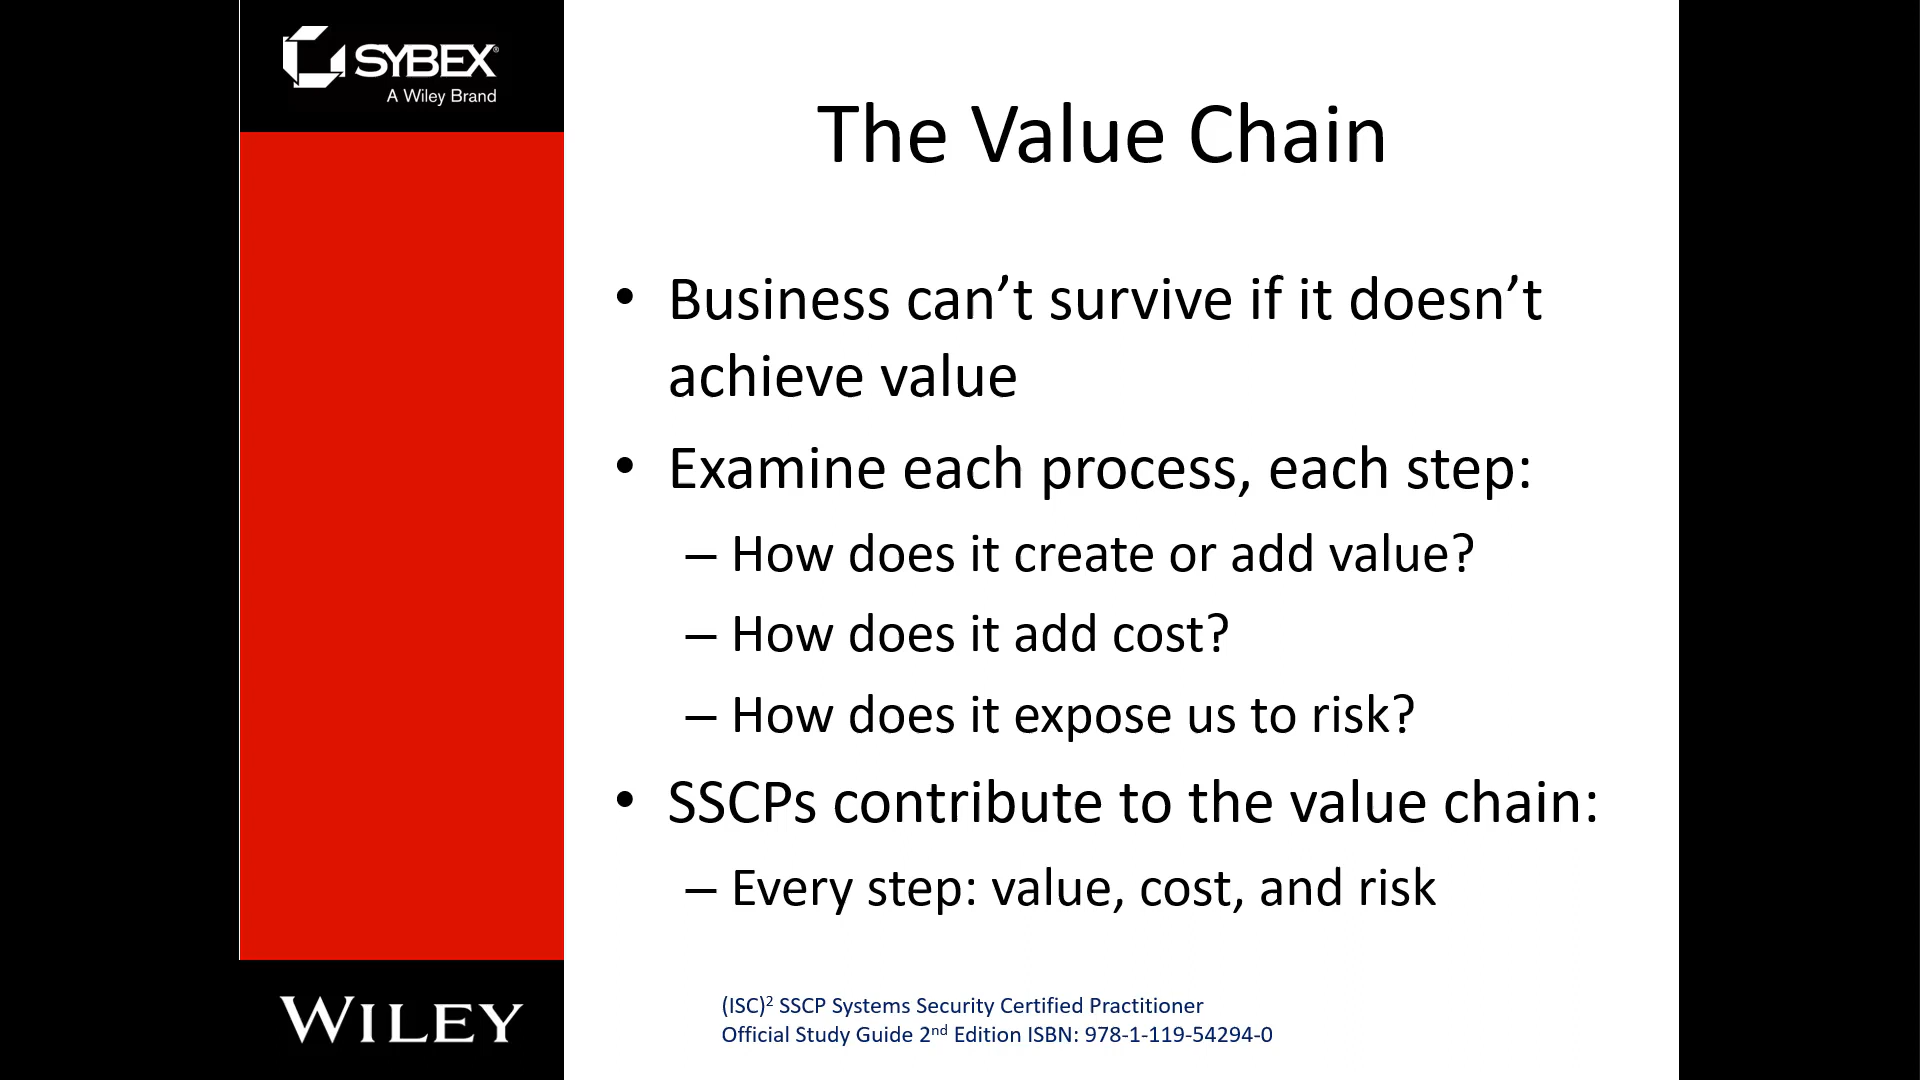 SYBEX®
A Wiley Brand
The Value Chain
• Business can’t survive if it doesn’t
achieve value
• Examine each process, each step:
– How does it create or add value?
– How does it add cost?
– How does it expose us to risk?
• SSCPs contribute to the value chain:
– Every step: value, cost, and risk
WILEY
(ISC)² SSCP Systems Security Certified Practitioner
Official Study Guide 2nd Edition ISBN: 978-1-119-54294-0